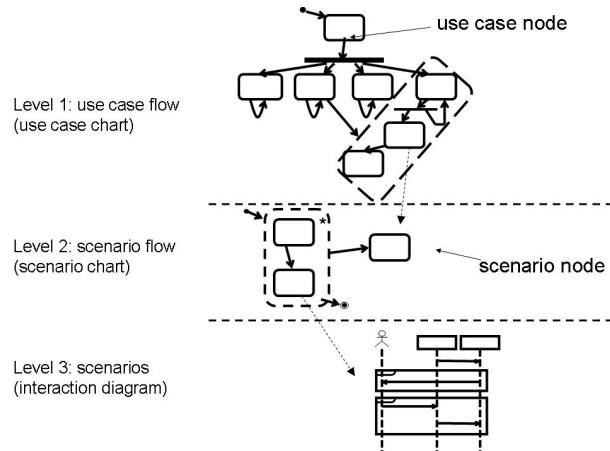 use case node
Level 1: use case flow
(use case chart)
Level 2: scenario flow
(scenario chart)
*
scenario node
Level 3: scenarios
(interaction diagram)